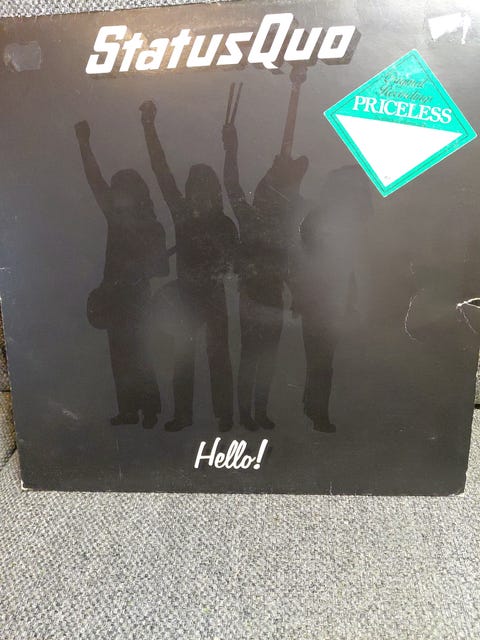 StatusQuo
Original
Recordings
PRICELESS
Hello!